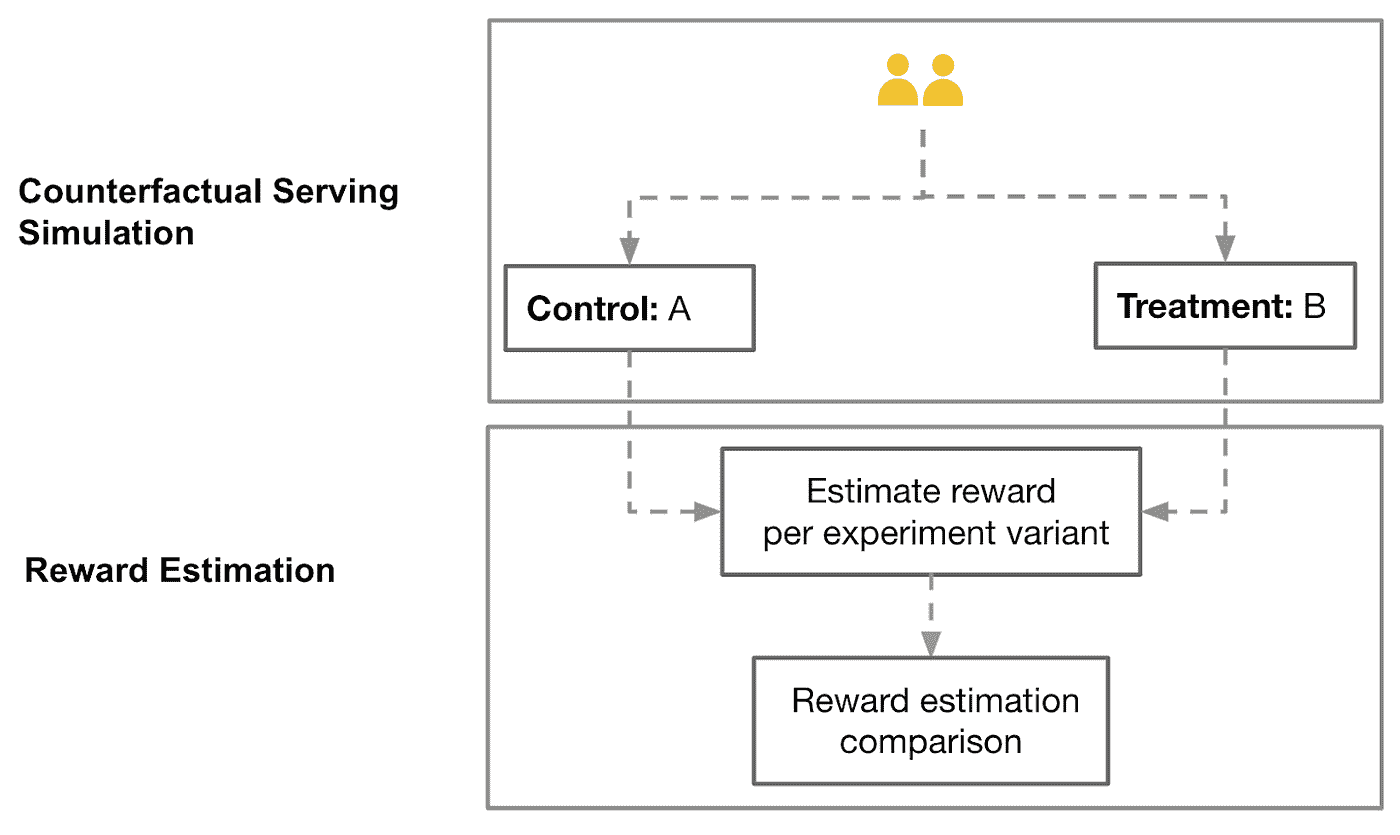 Counterfactual Serving
Simulation
Control: A
Treatment: B
Reward Estimation
Estimate reward
per experiment variant
Reward estimation
comparison